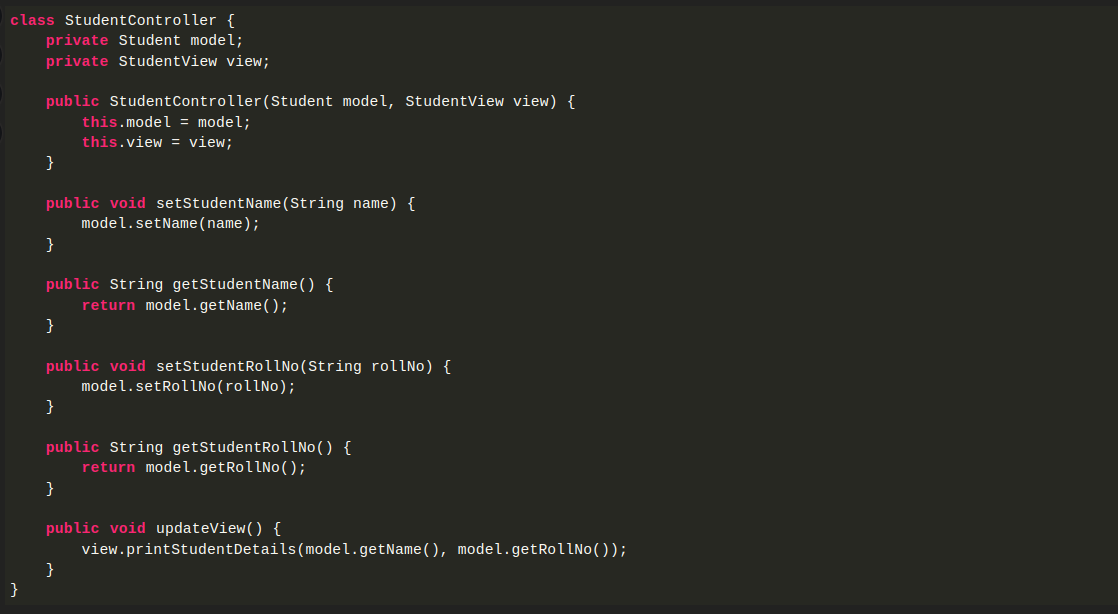 class StudentController {
    private Student model;
    private StudentView view;

    public StudentController(Student model, StudentView view) {
        this.model = model;
        this.view = view;
    }

    public void setStudentName(String name) {
        model.setName(name);
    }

    public String getStudentName() {
        return model.getName();
    }

    public void setStudentRollNo(String rollNo) {
        model.setRollNo(rollNo);
    }

    public String getStudentRollNo() {
        return model.getRollNo();
    }

    public void updateView() {
        view.printStudentDetails(model.getName(), model.getRollNo());
    }
}